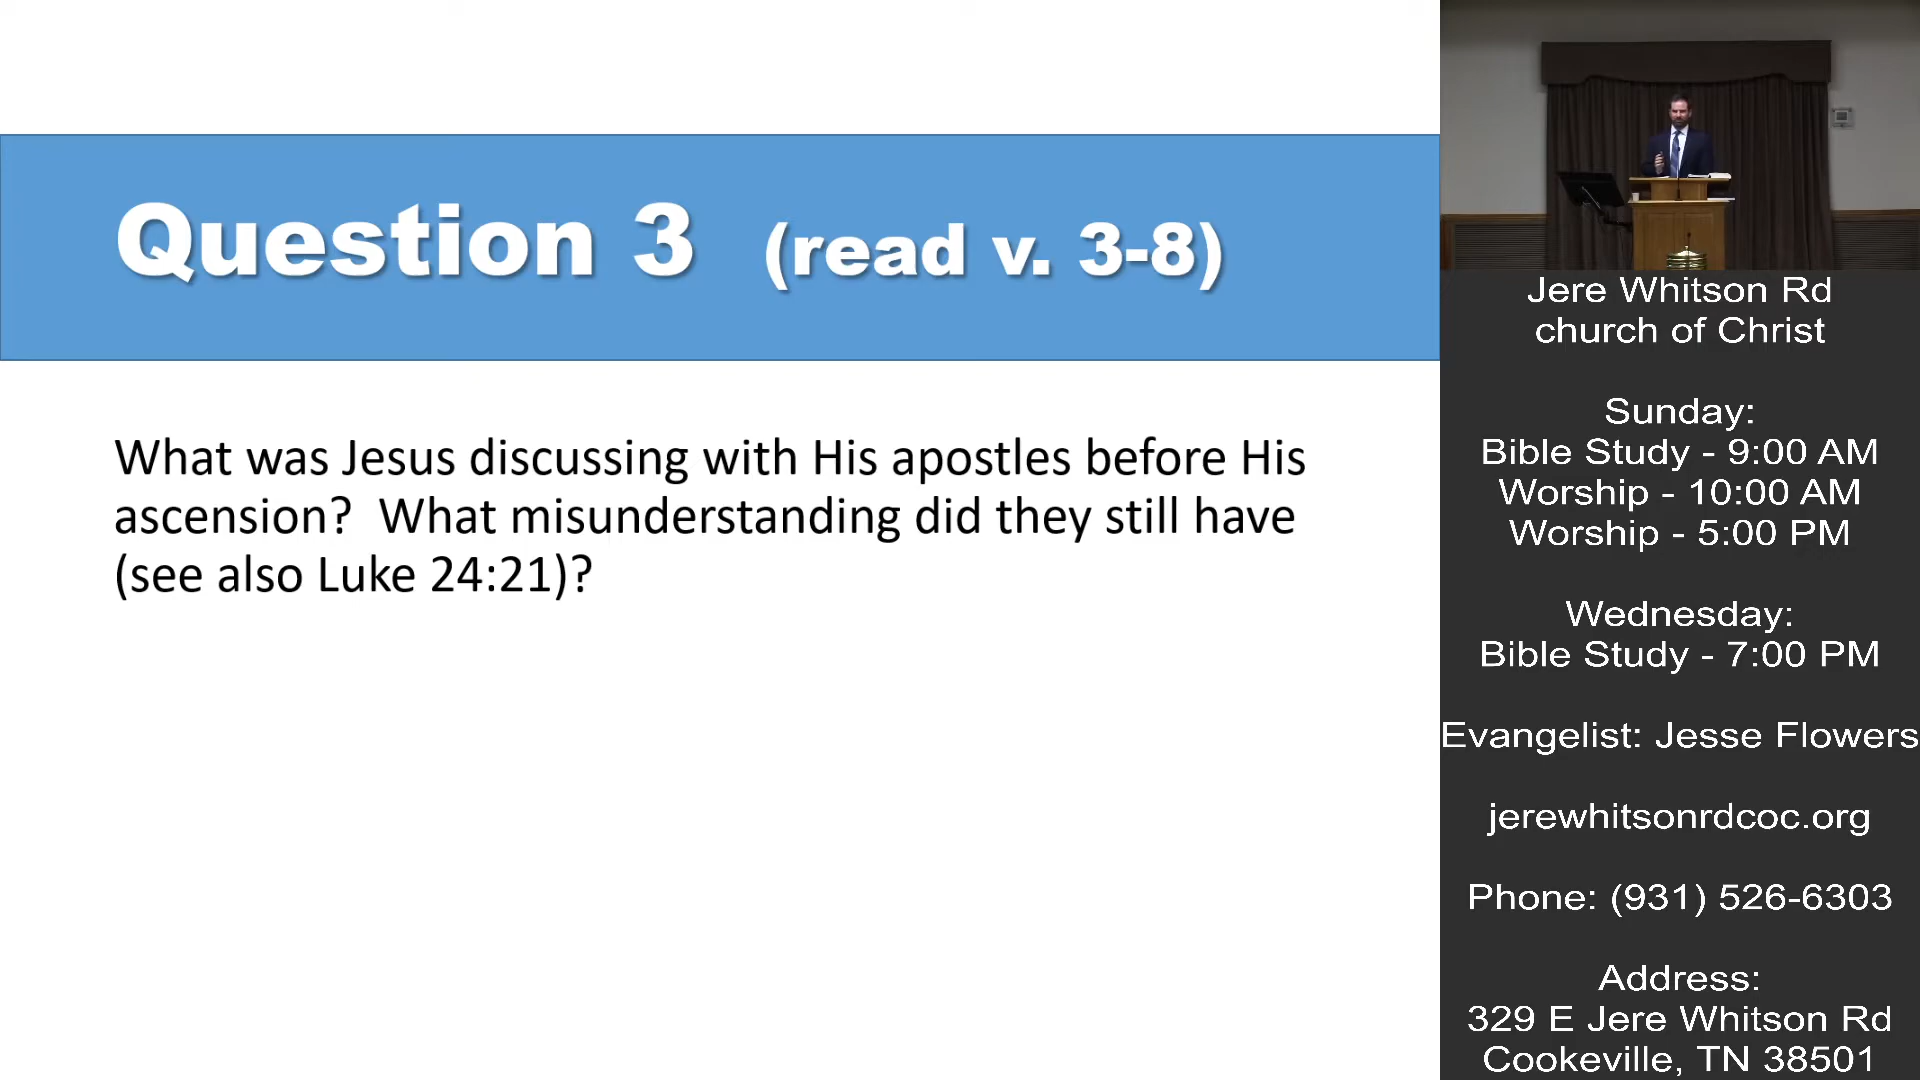 Question 3 (read v. 3-8)
What was Jesus discussing with His apostles before His
ascension? What misunderstanding did they still have
(see also Luke 24:21)?
Jere Whitson Rd
church of Christ
Sunday:
Bible Study - 9:00 AM
Worship - 10:00 AM
Worship - 5:00 PM
Wednesday:
Bible Study - 7:00 PM
Evangelist: Jesse Flowers
jerewhitsonrdcoc.org
Phone: (931) 526-6303
Address:
329 E Jere Whitson Rd
Cookeville, TN 38501